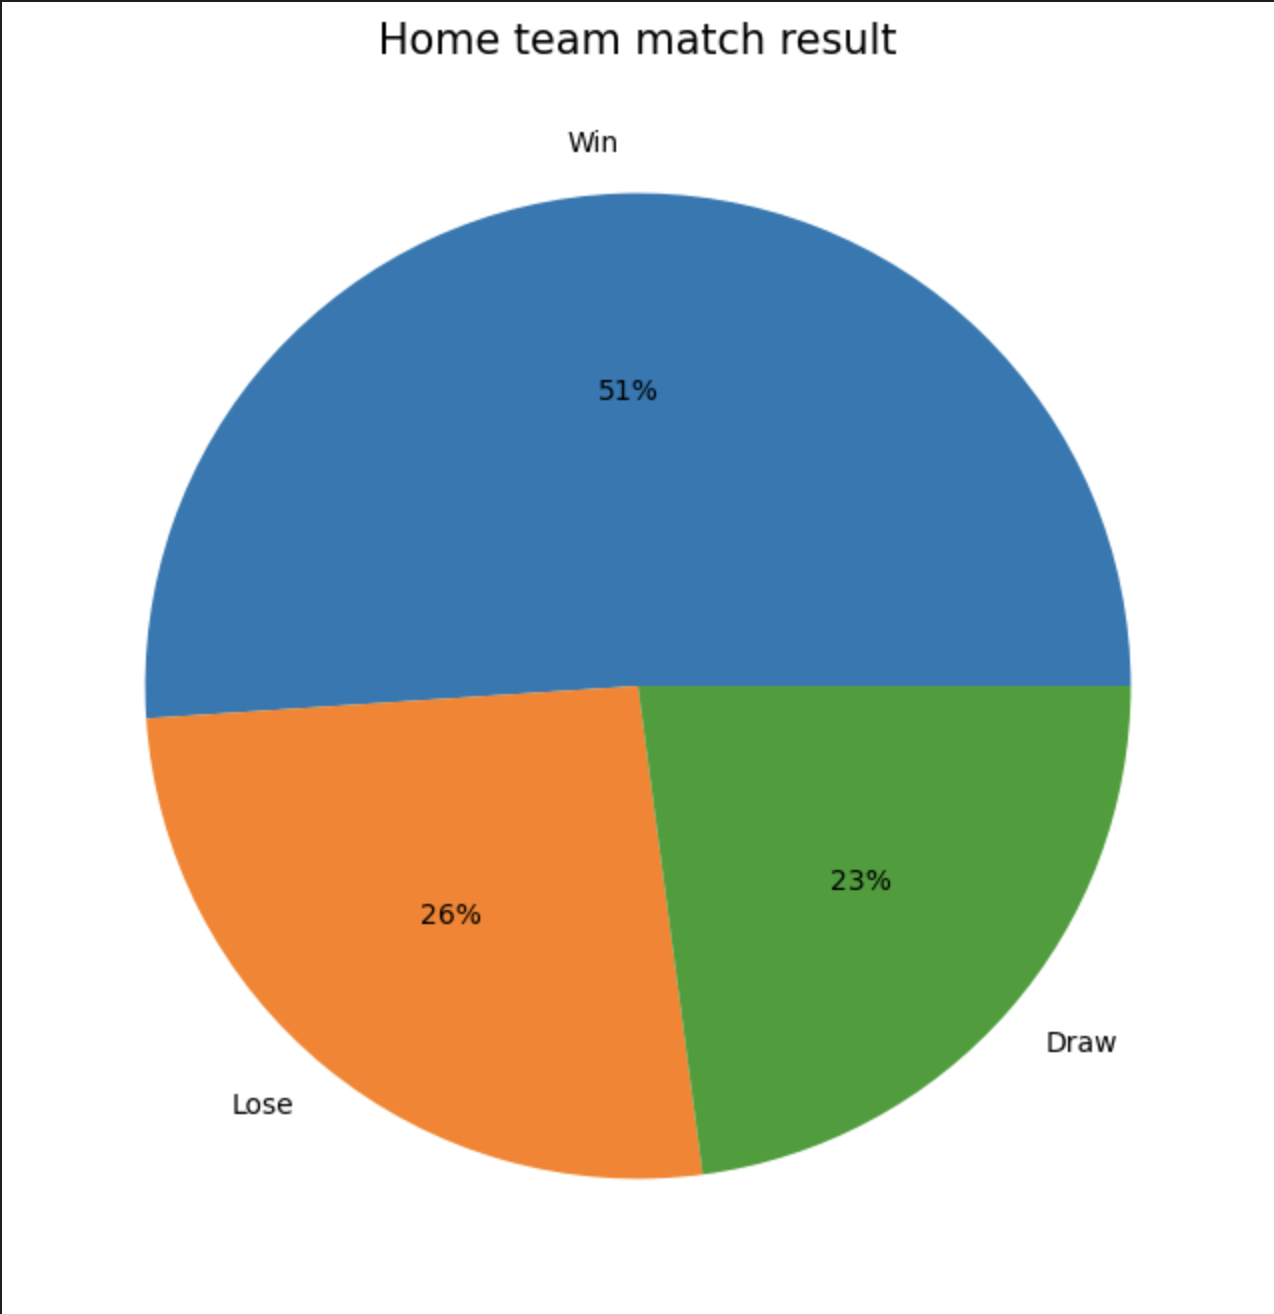 Home team match result
Win
51%
23%
26%
Draw
Lose